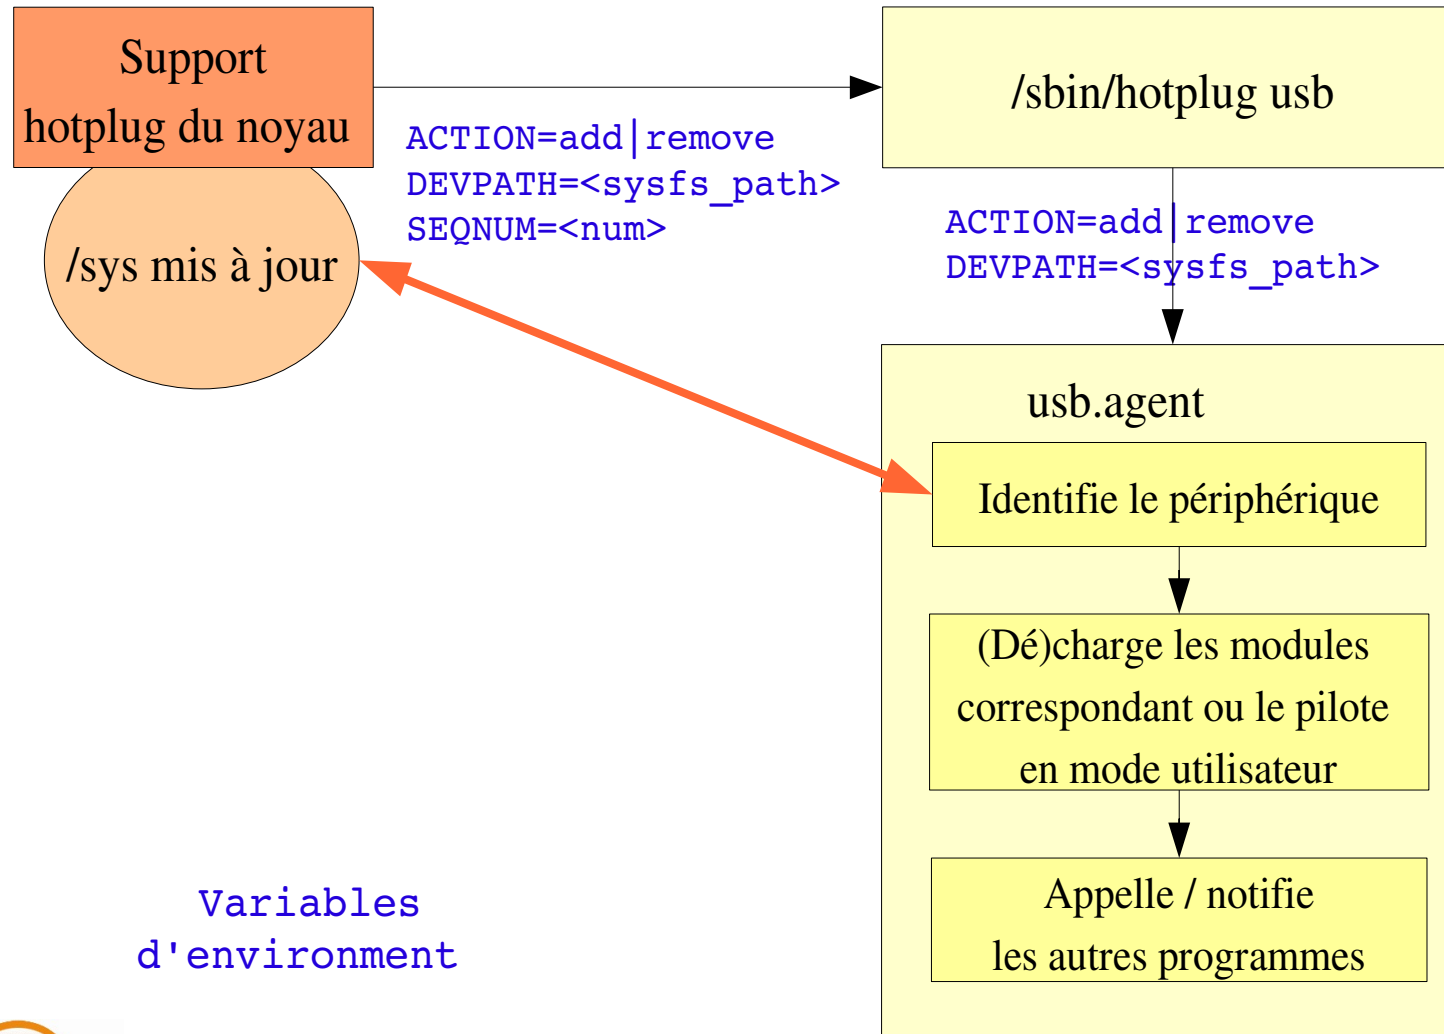 Support
hotplug du noyau
/sbin/hotplug usb
ACTION=add|remove
DEVPATH=<sysfs_path>
SEQNUM=<num>
/sys mis à jour
ACTION=add|remove
DEVPATH=<sysfs_path>
usb.agent
Identifie le périphérique
(Dé)charge les modules
correspondant ou le pilote
en mode utilisateur
Appelle / notifie
les autres programmes
Variables
d'environment